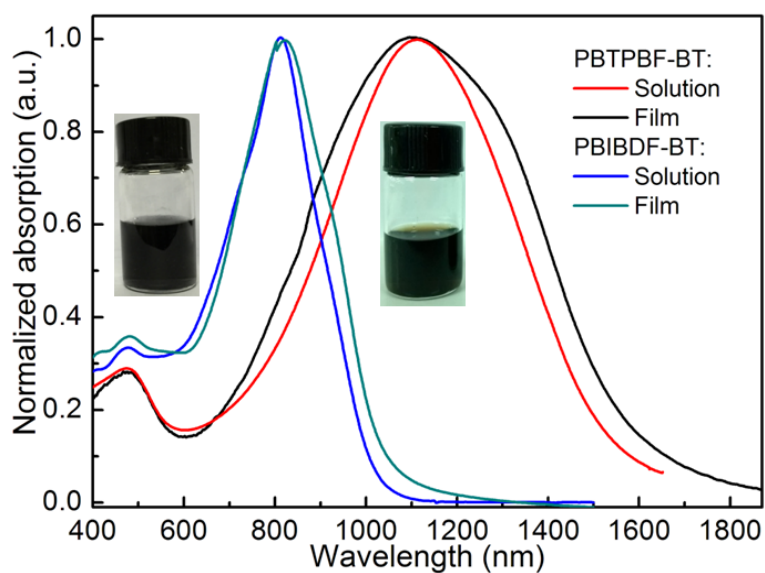 PBTPBF-BT:
Solution
Film
PBIBDF-BT:
Solution
Film
Normalized absorption (a.u.)
1.0
0.8
0.6
0.4
0.2
0.0
400 600 800 1000 1200 1400 1600 1800
Wavelength (nm)